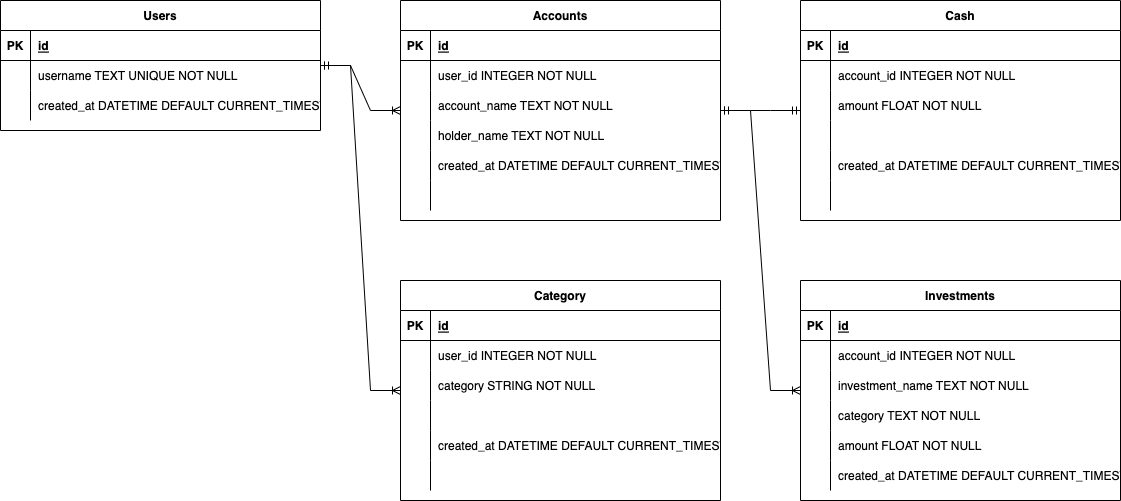 Users
PK id
username TEXT UNIQUE NOT NULL
created_at DATETIME DEFAULT CURRENT_TIMES
Accounts
PK id
user_id INTEGER NOT NULL
account_name TEXT NOT NULL
holder_name TEXT NOT NULL
created_at DATETIME DEFAULT CURRENT_TIMES
Cash
PK id
account_id INTEGER NOT NULL
amount FLOAT NOT NULL
created_at DATETIME DEFAULT CURRENT_TIMES
Category
PK id
user_id INTEGER NOT NULL
category STRING NOT NULL
created_at DATETIME DEFAULT CURRENT_TIMES
Investments
PK id
account_id INTEGER NOT NULL
investment_name TEXT NOT NULL
category TEXT NOT NULL
amount FLOAT NOT NULL
created_at DATETIME DEFAULT CURRENT_TIMES